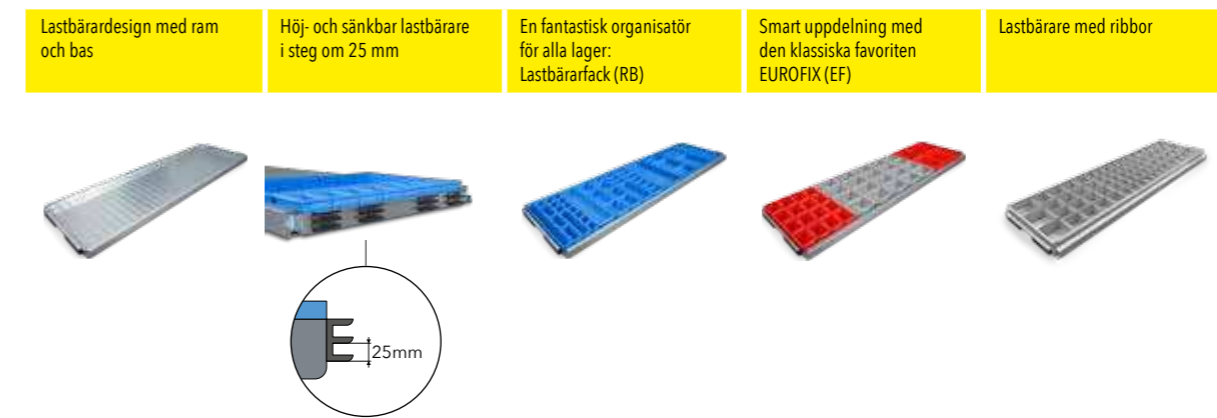 Lastbärardesign med ram
och bas
Höj- och sänkbar lastbärare
i steg om 25 mm
En fantastisk organisatör
för alla lager:
Lastbärarfack (RB)
Smart uppdelning med
den klassiska favoriten
EUROFIX (EF)
Lastbärare med ribbor
25mm